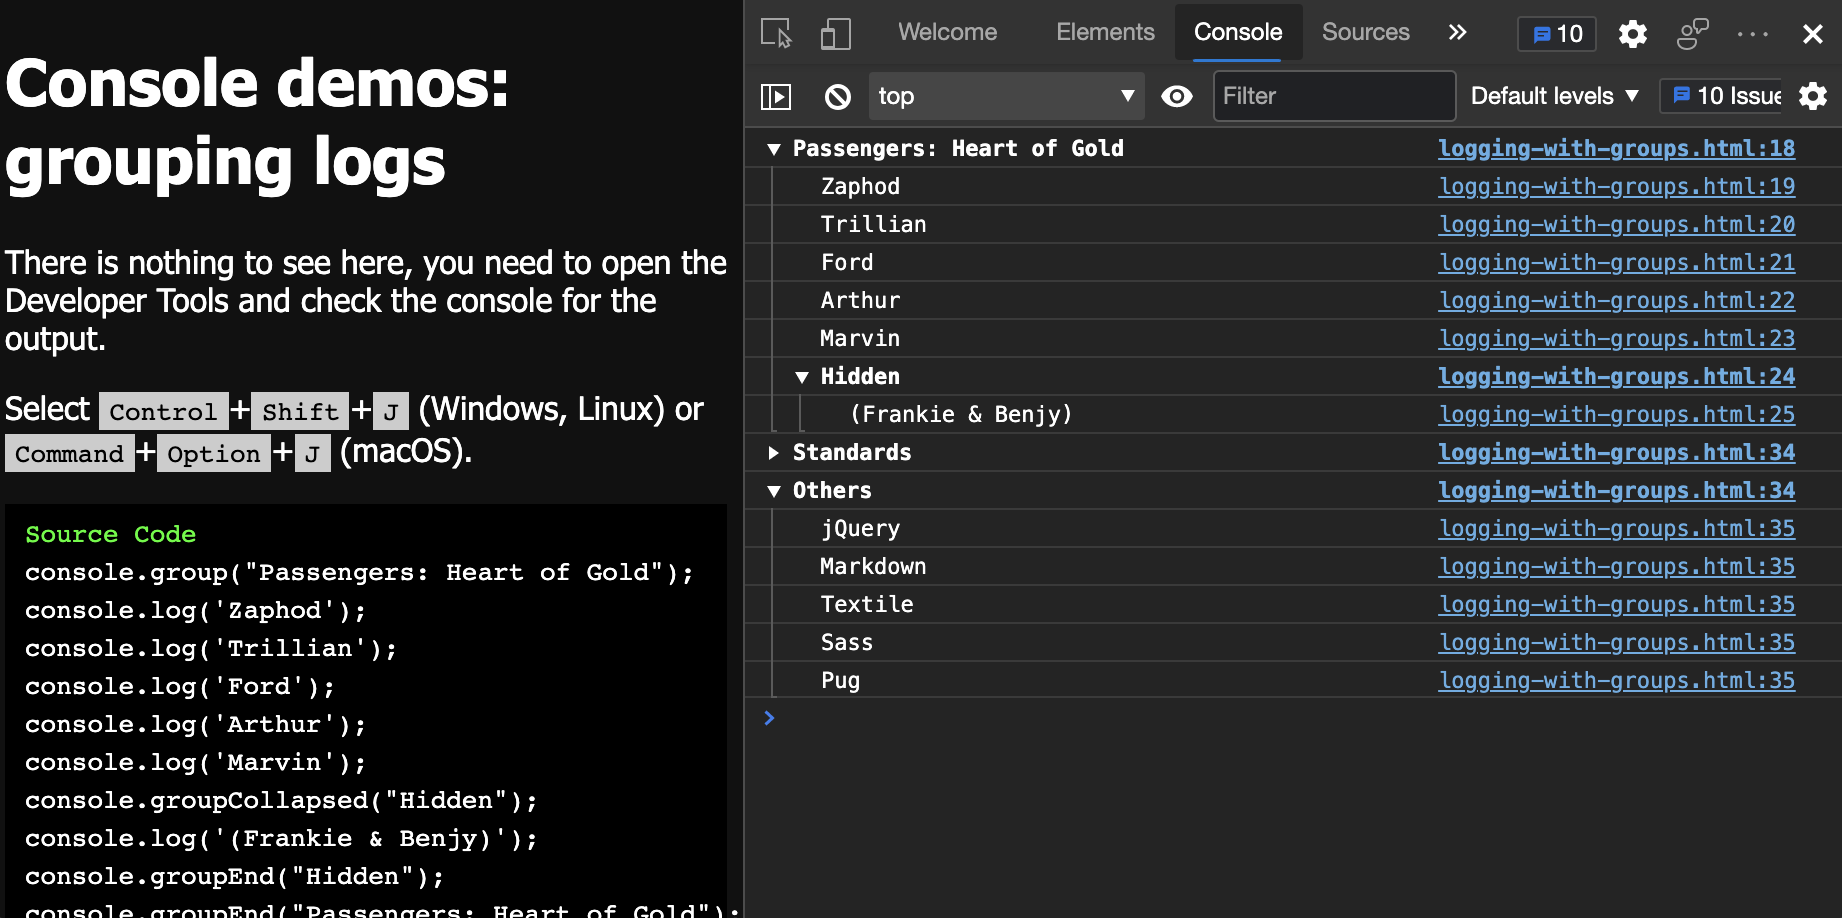 Console demos:
grouping logs
There is nothing to see here, you need to open the
Developer Tools and check the console for the
output.
Select Control+Shift+J (Windows, Linux) or
Command+Option+J (macOS).
Source Code
console.group("Passengers: Heart of Gold");
console.log('Zaphod');
console.log('Trillian');
console.log('Ford');
console.log('Arthur');
console.log('Marvin');
console.groupCollapsed("Hidden");
console.log('(Frankie & Benjy)');
console.groupEnd("Hidden");
console.groupEnd("Passengers: Heart of Gold");
Welcome Elements Console Sources 10
top Filter Default levels 10 Issue
Passengers: Heart of Gold logging-with-groups.html:18
Zaphod logging-with-groups.html:19
Trillian logging-with-groups.html:20
Ford logging-with-groups.html:21
Arthur logging-with-groups.html:22
Marvin logging-with-groups.html:23
Hidden logging-with-groups.html:24
(Frankie & Benjy) logging-with-groups.html:25
Standards logging-with-groups.html:34
Others logging-with-groups.html:34
jQuery logging-with-groups.html:35
Markdown logging-with-groups.html:35
Textile logging-with-groups.html:35
Sass logging-with-groups.html:35
Pug logging-with-groups.html:35